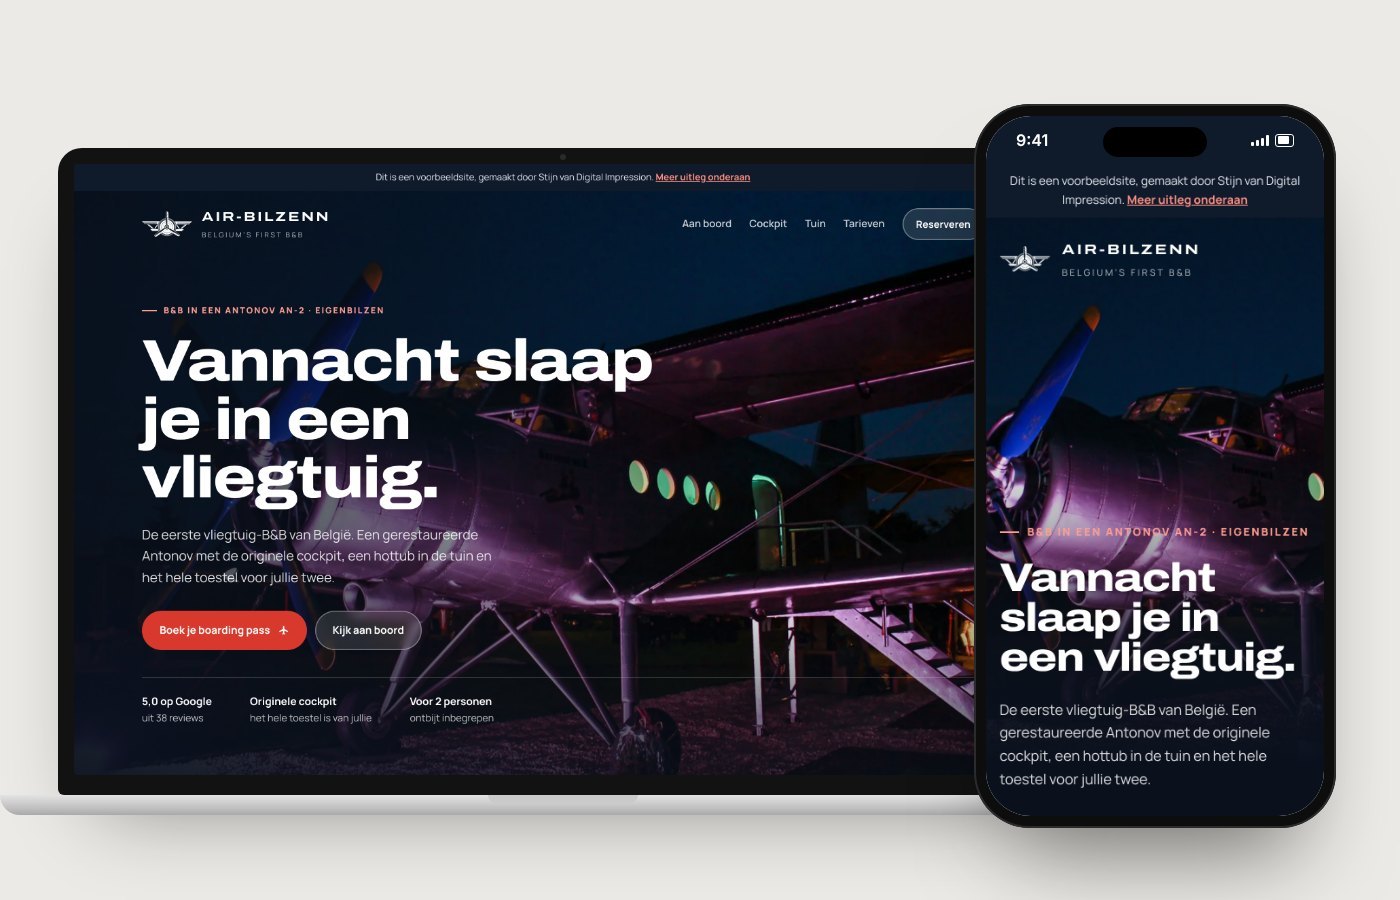 Dit is een voorbeeldsite, gemaakt door Stijn van Digital Impression. Meer uitleg onderaan
AIR-BILZENN
BELGIUM'S FIRST B&B
Aan boord
Cockpit
Tuin
Tarieven
Reserveren
B&B IN EEN ANTONOV AN-2 · EIGENBILZEN
Vannacht slaap
je in een
vliegtuig.
De eerste vliegtuig-B&B van België. Een gerestaureerde
Antonov met de originele cockpit, een hottub in de tuin en
het hele toestel voor jullie twee.
Boek je boarding pass
Kijk aan boord
5,0 op Google
uit 38 reviews
Originele cockpit
het hele toestel is van jullie
Voor 2 personen
ontbijt inbegrepen
9:41
Dit is een voorbeeldsite, gemaakt door Stijn van Digital
Impression. Meer uitleg onderaan
AIR-BILZENN
BELGIUM'S FIRST B&B
B&B IN EEN ANTONOV AN-2 · EIGENBILZEN
Vannacht
slaap je in
een vliegtuig.
De eerste vliegtuig-B&B van België. Een
gerestaureerde Antonov met de originele
cockpit, een hottub in de tuin en het hele
toestel voor jullie twee.